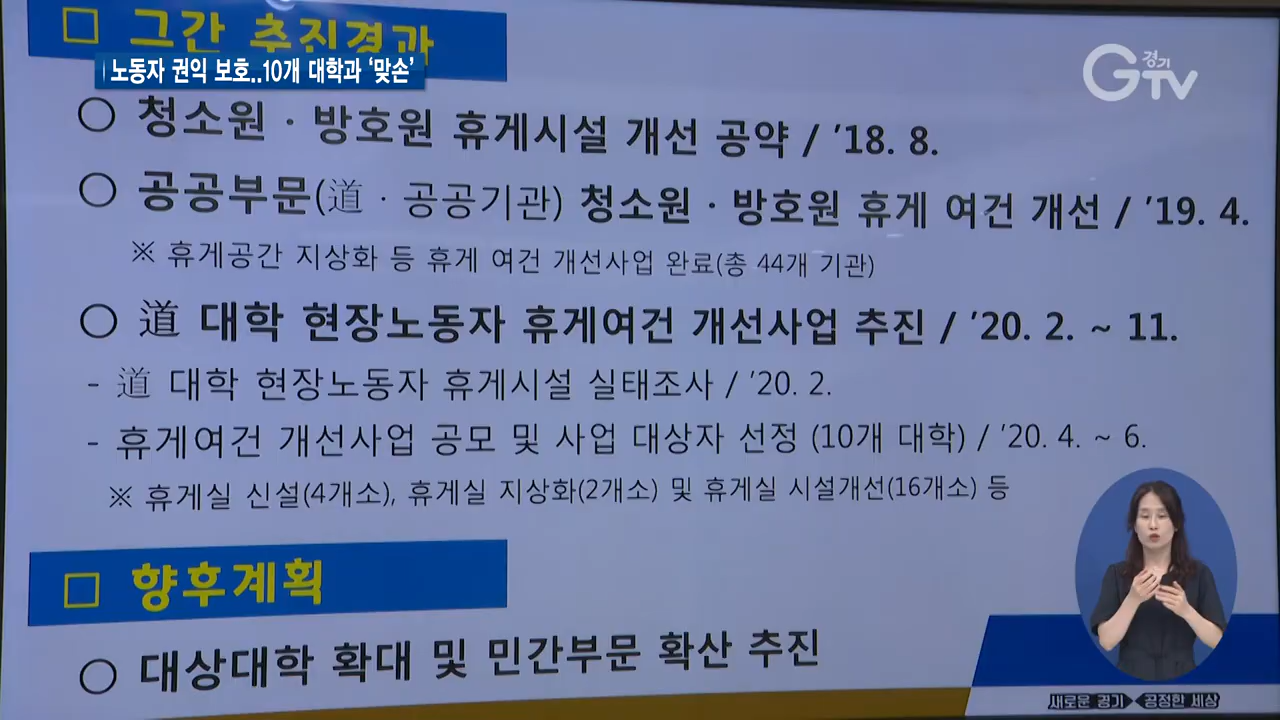 □ 그간 추진경과
노동자 권익 보호..10개 대학과 ‘맞손’
경기
GTV
○ 청소원 · 방호원 휴게시설 개선 공약 / ’18. 8.
○ 공공부문(道 · 공공기관) 청소원 · 방호원 휴게 여건 개선 / ’19. 4.
※ 휴게공간 지상화 등 휴게 여건 개선사업 완료(총 44개 기관)
○ 道 대학 현장노동자 휴게여건 개선사업 추진 / ’20. 2. ~ 11.
- 道 대학 현장노동자 휴게시설 실태조사 / ’20. 2.
- 휴게여건 개선사업 공모 및 사업 대상자 선정 (10개 대학) / ’20. 4. ~ 6.
※ 휴게실 신설(4개소), 휴게실 지상화(2개소) 및 휴게실 시설개선(16개소) 등
□ 향후계획
○ 대상대학 확대 및 민간부문 확산 추진
새로운 경기 공정한 세상